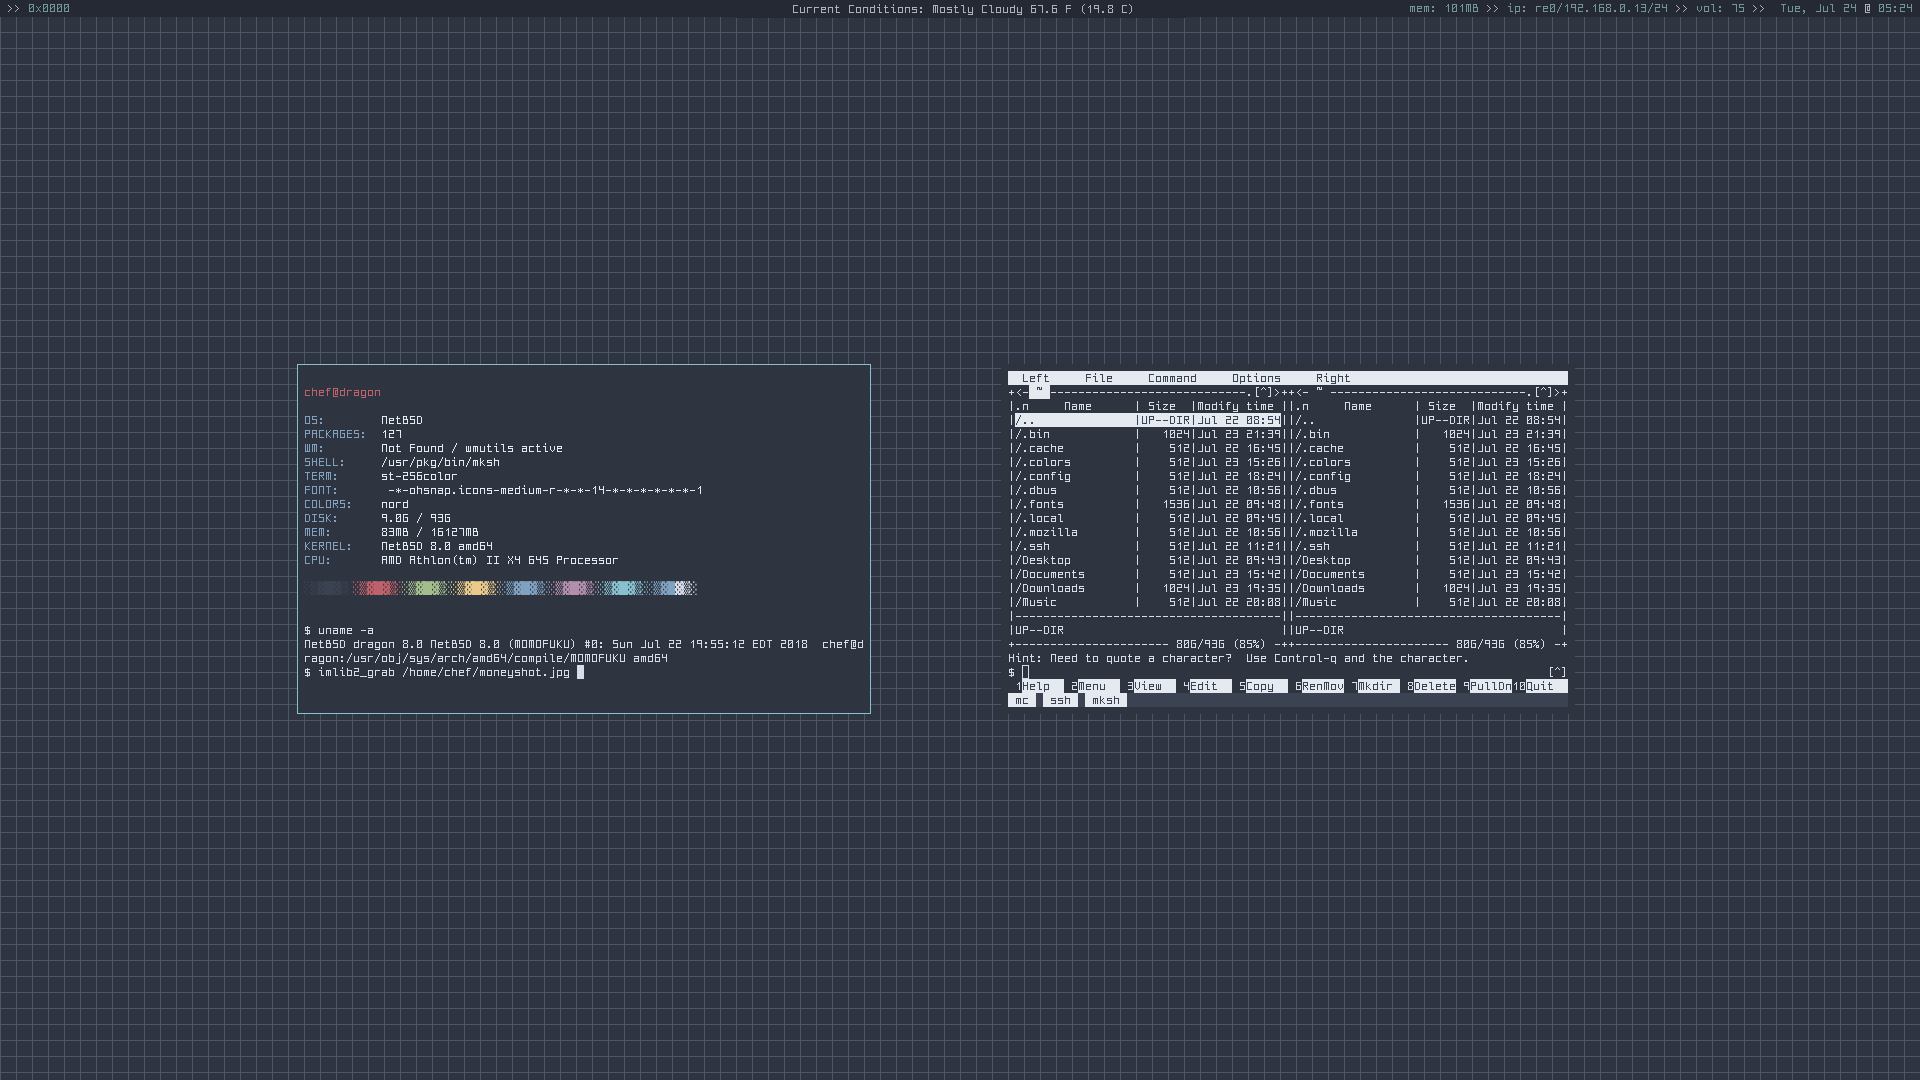 >> 0x0000
Current Conditions: Mostly Cloudy 67.6 F (19.8 C)
mem: 101MB >> ip: re0/192.168.0.13/24 >> vol: 75 >> Tue, Jul 24 @ 05:24
chef@dragon
OS: NetBSD
PACKAGES: 127
WM: Not Found / wmutils active
SHELL: /usr/pkg/bin/mksh
TERM: st-256color
FONT: -*-ohsnap.icons-medium-r-*-*-14-*-*-*-*-*-*-1
COLORS: nord
DISK: 9.0G / 93G
MEM: 83MB / 16127MB
KERNEL: NetBSD 8.0 amd64
CPU: AMD Athlon(tm) II X4 645 Processor
$ uname -a
NetBSD dragon 8.0 NetBSD 8.0 (MOMOFUKU) #0: Sun Jul 22 19:55:12 EDT 2018  chef@d
ragon:/usr/obj/sys/arch/amd64/compile/MOMOFUKU amd64
$ imlib2_grab /home/chef/moneyshot.jpg
Left File Command Options Right
+<- ~ ----------------------------.[^]>++<- ~ ----------------------------.[^]>+
|.n Name | Size |Modify time ||.n Name | Size |Modify time |
|/.. |UP--DIR|Jul 22 08:54||/.. |UP--DIR|Jul 22 08:54|
|/.bin | 1024|Jul 23 21:39||/.bin | 1024|Jul 23 21:39|
|/.cache | 512|Jul 22 16:45||/.cache | 512|Jul 22 16:45|
|/.colors | 512|Jul 23 15:26||/.colors | 512|Jul 23 15:26|
|/.config | 512|Jul 22 18:24||/.config | 512|Jul 22 18:24|
|/.dbus | 512|Jul 22 10:56||/.dbus | 512|Jul 22 10:56|
|/.fonts | 1536|Jul 22 09:48||/.fonts | 1536|Jul 22 09:48|
|/.local | 512|Jul 22 09:45||/.local | 512|Jul 22 09:45|
|/.mozilla | 512|Jul 22 10:56||/.mozilla | 512|Jul 22 10:56|
|/.ssh | 512|Jul 22 11:21||/.ssh | 512|Jul 22 11:21|
|/Desktop | 512|Jul 22 09:43||/Desktop | 512|Jul 22 09:43|
|/Documents | 512|Jul 23 15:42||/Documents | 512|Jul 23 15:42|
|/Downloads | 1024|Jul 23 19:35||/Downloads | 1024|Jul 23 19:35|
|/Music | 512|Jul 22 20:08||/Music | 512|Jul 22 20:08|
|--------------------------------------||--------------------------------------|
|UP--DIR ||UP--DIR |
+---------------------- 80G/93G (85%) -++---------------------- 80G/93G (85%) -+
Hint: Need to quote a character?  Use Control-q and the character.
$ [^]
1Help 2Menu 3View 4Edit 5Copy 6RenMov 7Mkdir 8Delete 9PullDn 10Quit
mc ssh mksh